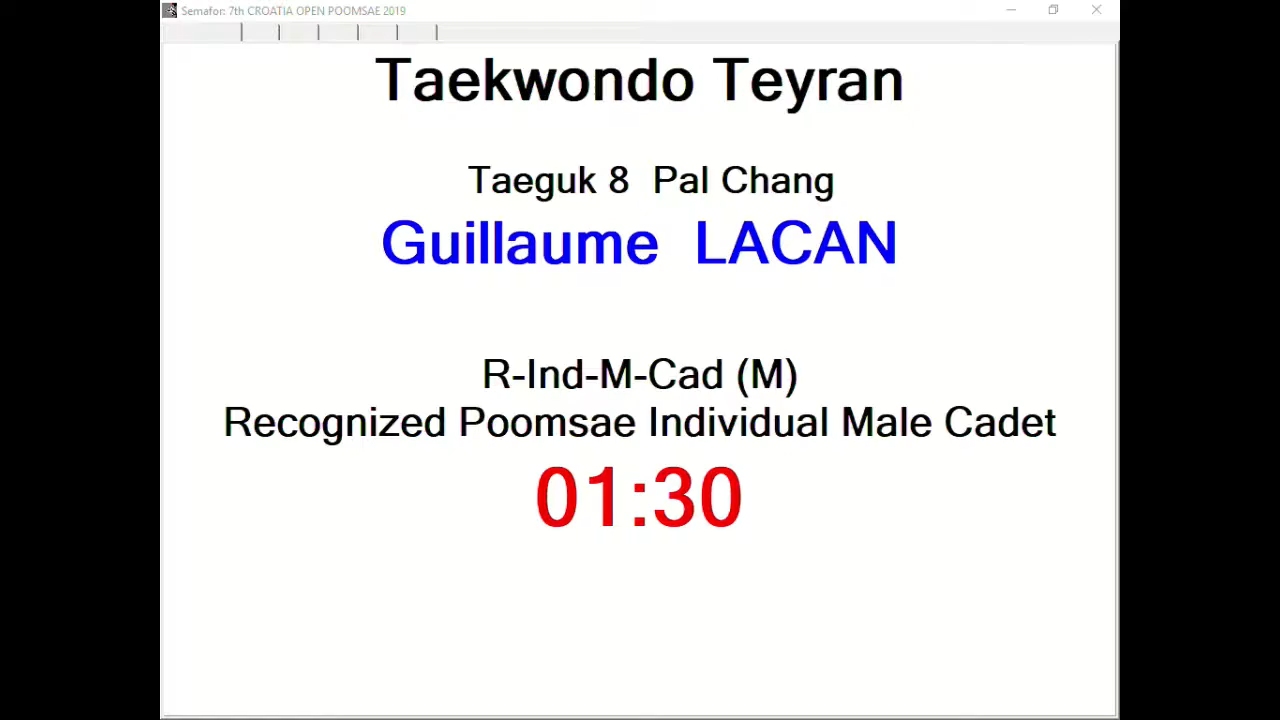 Semafor: 7th CROATIA OPEN POOMSAE 2019
Taekwondo Teyran
Taeguk 8 Pal Chang
Guillaume LACAN
R-Ind-M-Cad (M)
Recognized Poomsae Individual Male Cadet
01:30